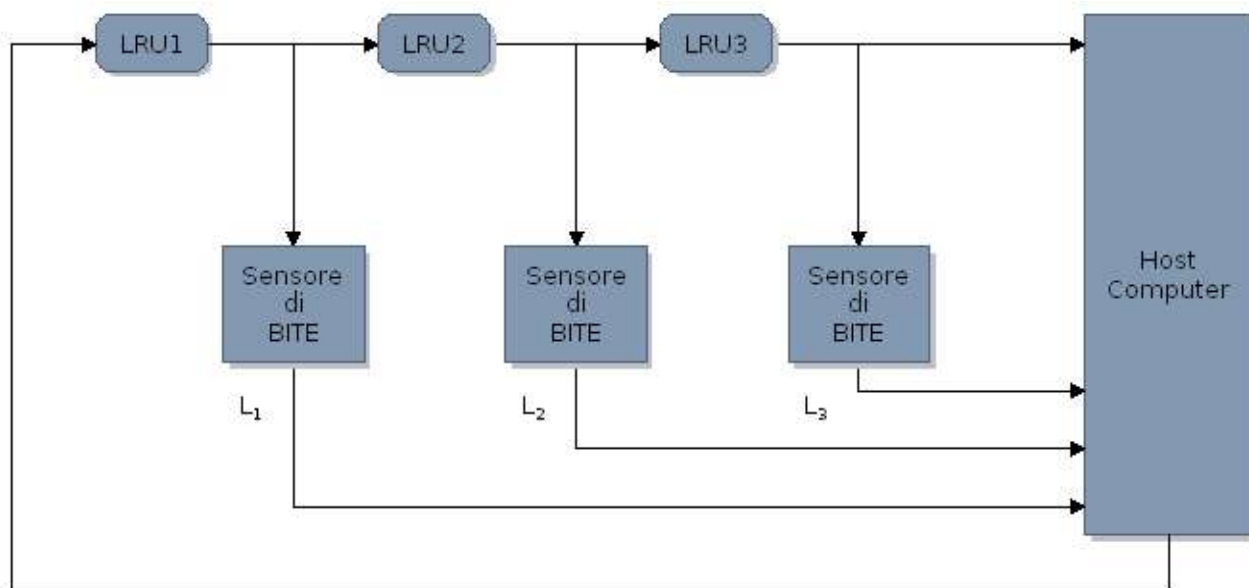 LRU1
LRU2
LRU3
Sensore
di
BITE
Sensore
di
BITE
Sensore
di
BITE
Host
Computer
L₁
L₂
L₃